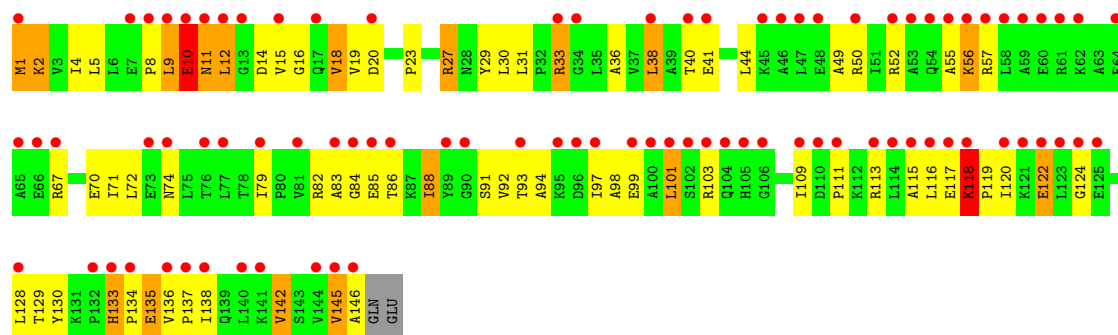 M1 K2 V3 I4 L5 L6 E7 P8 L9 E10 N11 L12 G13 D14 V15 G16 Q17 V18 V19 D20 P23 R27 N28 Y29 L30 L31 P32 R33 G34 L35 A36 V37 L38 A39 T40 E41 L44 K45 A46 L47 E48 A49 R50 I51 R52 A53 Q54 A55 K56 R57 L58 A59 E60 R61 K62 A63 E64
A65 E66 R67 E70 I71 L72 E73 N74 L75 T76 L77 T78 I79 P80 V81 R82 A83 G84 E85 T86 K87 I88 Y89 G90 S91 V92 T93 A94 K95 D96 I97 A98 E99 A100 L101 S102 R103 Q104 H105 G106 I109 D110 P111 K112 R113 L114 A115 L116 E117 K118 P119 I120 K121 E122 L123 G124 E125
L128 T129 Y130 K131 P132 H133 P134 E135 V136 P137 I138 Q139 L140 K141 V142 S143 V144 V145 A146 GLN GLU